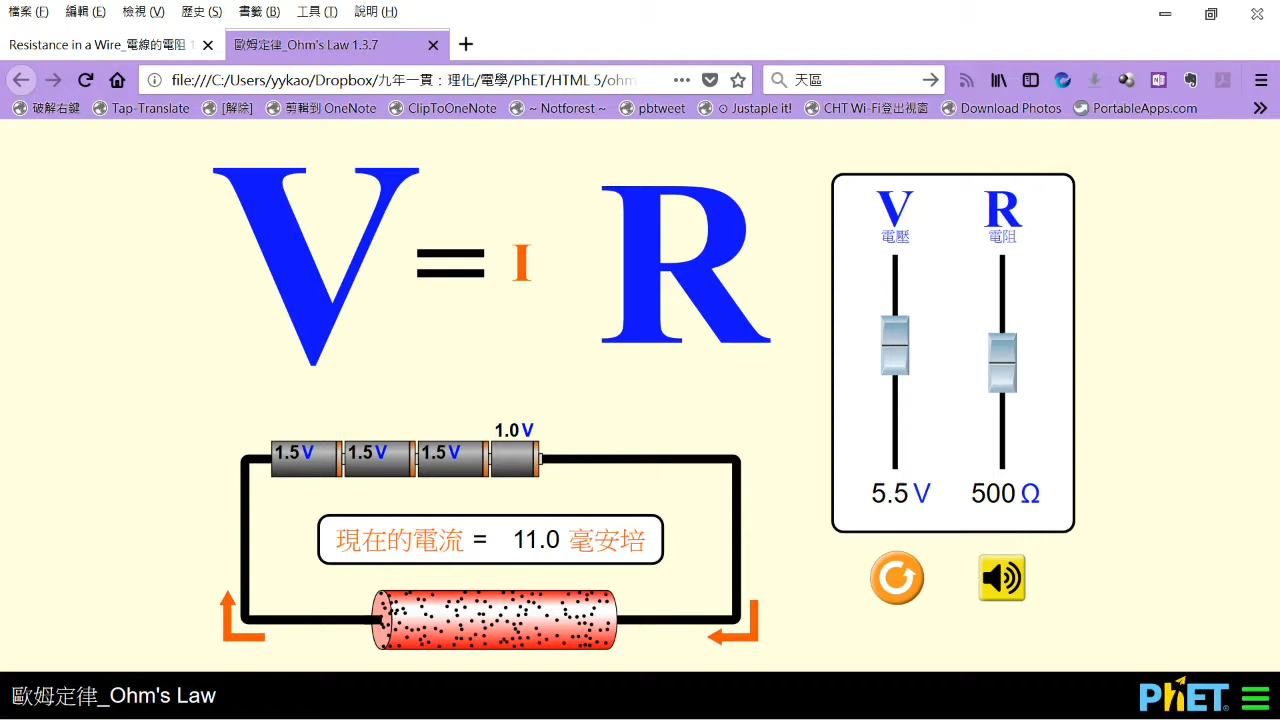 檔案 (F) 編輯 (E) 檢視 (V) 歷史 (S) 書籤 (B) 工具 (T) 說明 (H)
Resistance in a Wire_電線的電阻 1
歐姆定律_Ohm's Law 1.3.7
file:///C:/Users/yykao/Dropbox/九年一貫：理化/電學/PhET/HTML 5/ohm
天區
破解右鍵 Tap-Translate [解除] 剪輯到 OneNote ClipToOneNote ~ Notforest ~ pbtweet ⊙ Justaple it! CHT Wi-Fi登出視窗 Download Photos PortableApps.com
V = I R
V R
電壓 電阻
5.5 V 500 Ω
1.0 V
1.5 V 1.5 V 1.5 V
現在的電流 = 11.0 毫安培
歐姆定律_Ohm's Law
PhET